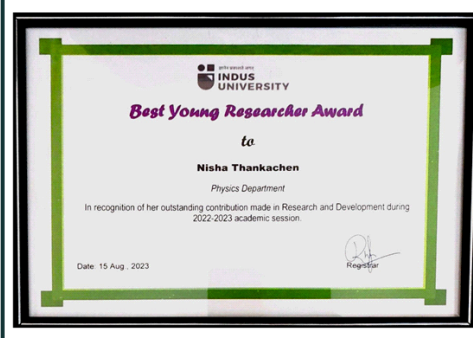 INDUS
UNIVERSITY
Best Young Researcher Award
to
Nisha Thankachen
Physics Department
In recognition of her outstanding contribution made in Research and Development during
2022-2023 academic session.
Date: 15 Aug , 2023
Registrar